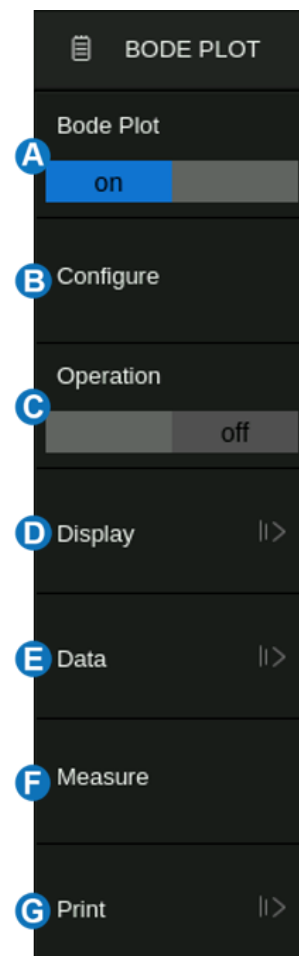 BODE PLOT
Bode Plot
A
on
B Configure
Operation
C
off
D Display
E Data
F Measure
G Print